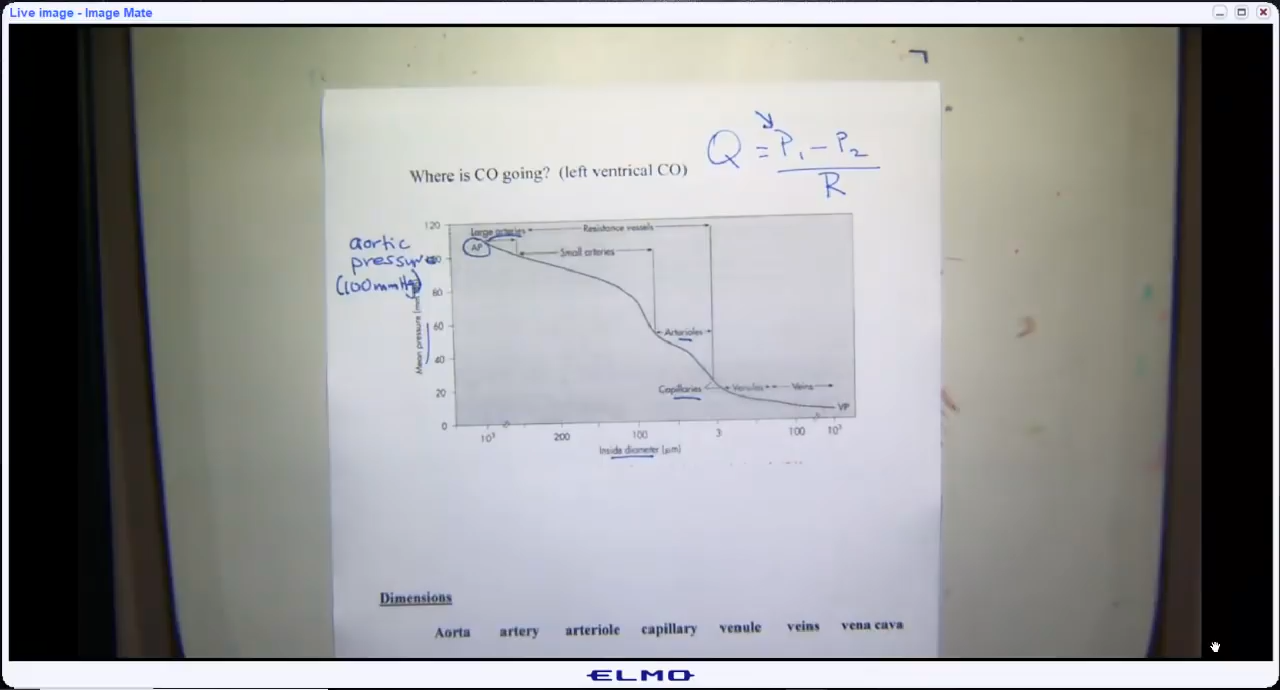 Live image - Image Mate
Q = P1 - P2
R
Where is CO going? (left ventrical CO)
aortic
pressure
(100mmHg)
120
80
60
40
20
0
Mean pressure
Large arteries
Resistance vessels
AP
Small arteries
Arterioles
Capillaries
Venules
Veins
VP
10³
200
100
3
100
10³
Inside diameter (μm)
Dimensions
Aorta artery arteriole capillary venule veins vena cava
ELMO